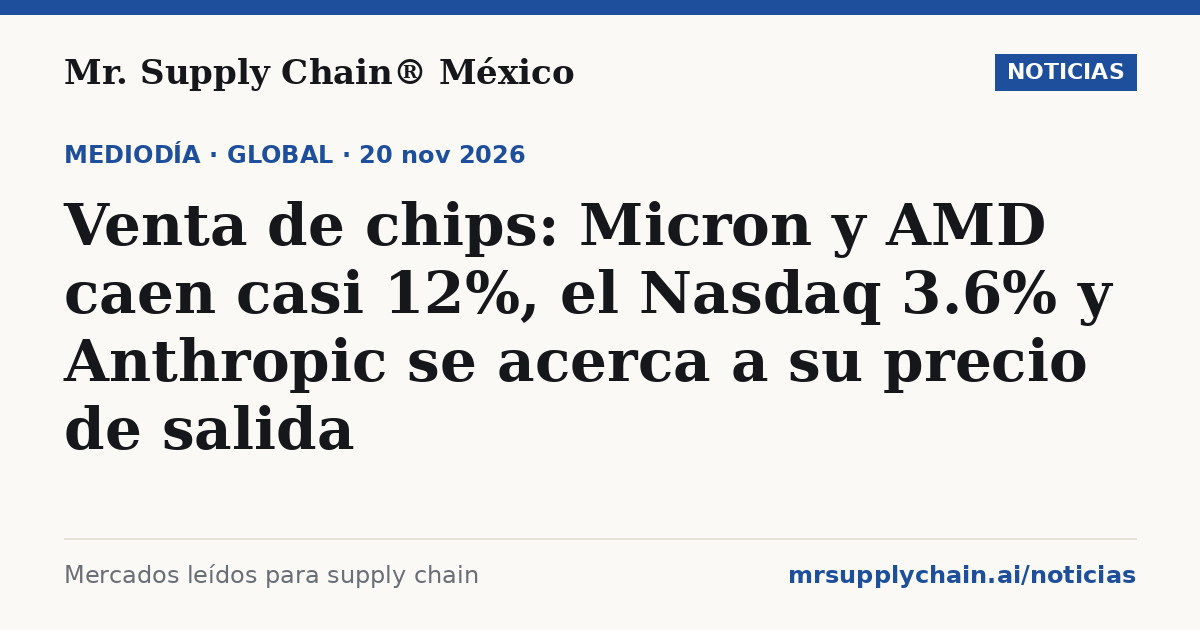 Mr. Supply Chain® México
NOTICIAS
MEDIODÍA · GLOBAL · 20 nov 2026
Venta de chips: Micron y AMD
caen casi 12%, el Nasdaq 3.6% y
Anthropic se acerca a su precio
de salida
Mercados leídos para supply chain
mrsupplychain.ai/noticias